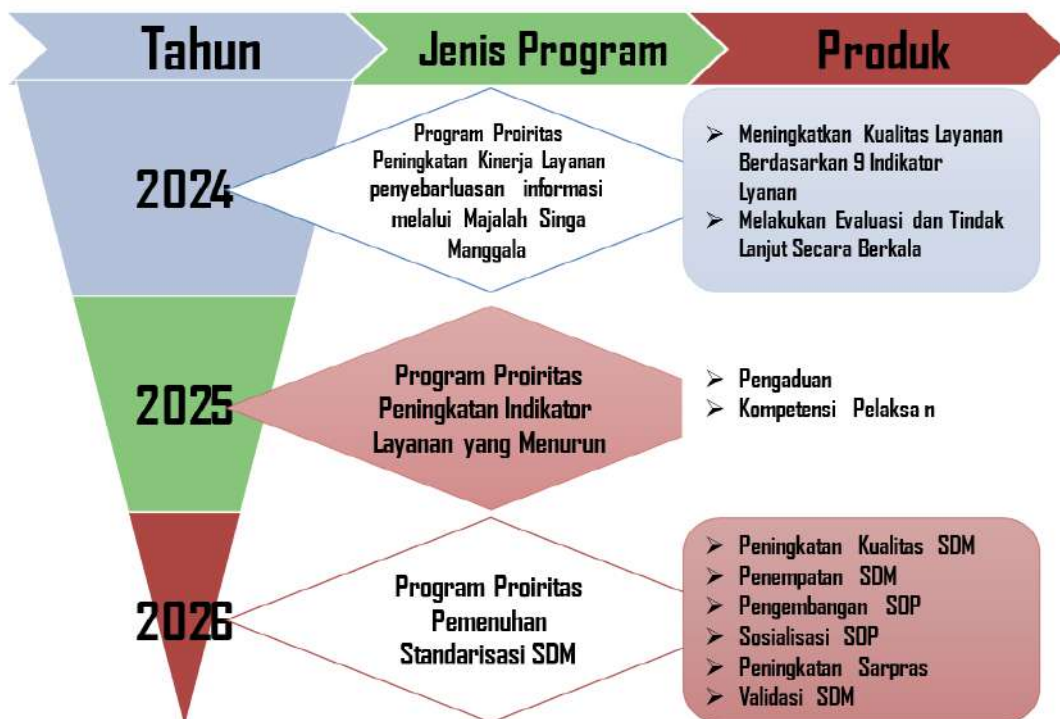 Tahun
Jenis Program
Produk
2024
Program Proiritas
Peningkatan Kinerja Layanan
penyebarluasan informasi
melalui Majalah Singa
Manggala
➢ Meningkatkan Kualitas Layanan
Berdasarkan 9 Indikator
Lyanan
➢ Melakukan Evaluasi dan Tindak
Lanjut Secara Berkala
2025
Program Proiritas
Peningkatan Indikator
Layanan yang Menurun
➢ Pengaduan
➢ Kompetensi Pelaksa n
2026
Program Proiritas
Pemenuhan
Standarisasi SDM
➢ Peningkatan Kualitas SDM
➢ Penempatan SDM
➢ Pengembangan SOP
➢ Sosialisasi SOP
➢ Peningkatan Sarpras
➢ Validasi SDM